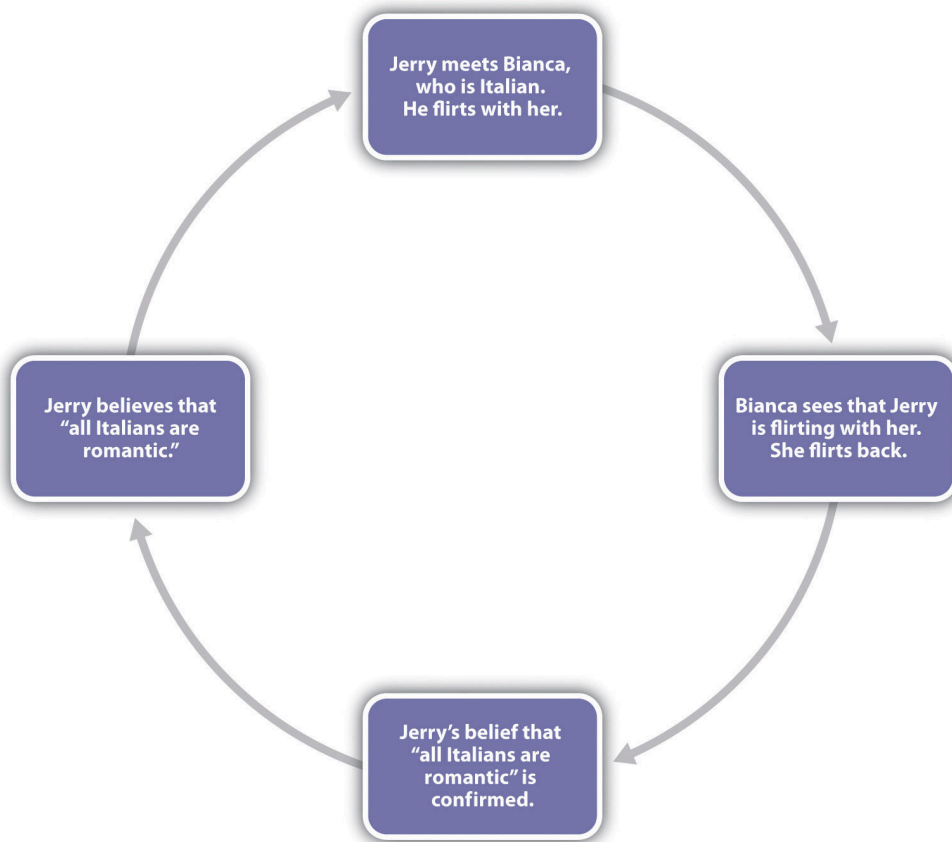 Jerry meets Bianca,
who is Italian.
He flirts with her.
Bianca sees that Jerry
is flirting with her.
She flirts back.
Jerry’s belief that
“all Italians are
romantic” is
confirmed.
Jerry believes that
“all Italians are
romantic.”